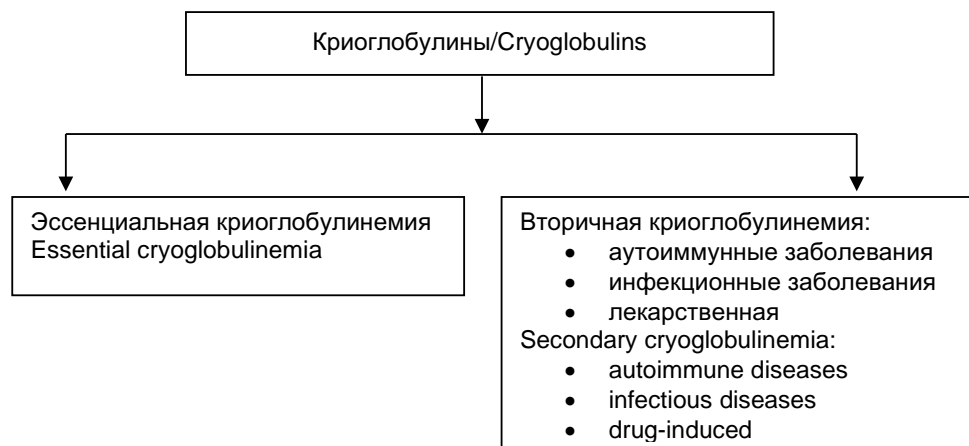 Криоглобулины/Cryoglobulins
Эссенциальная криоглобулинемия
Essential cryoglobulinemia
Вторичная криоглобулинемия:
• аутоиммунные заболевания
• инфекционные заболевания
• лекарственная
Secondary cryoglobulinemia:
• autoimmune diseases
• infectious diseases
• drug-induced